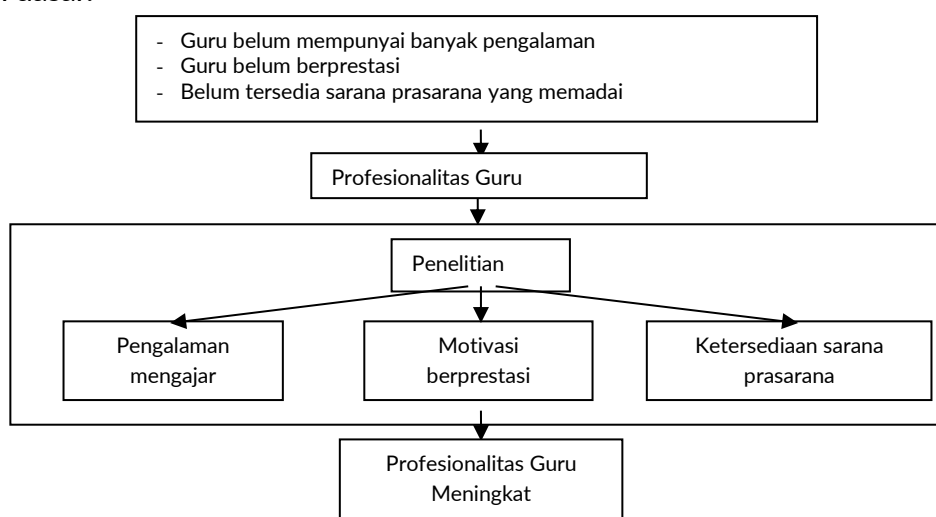 - Guru belum mempunyai banyak pengalaman
- Guru belum berprestasi
- Belum tersedia sarana prasarana yang memadai
Profesionalitas Guru
Penelitian
Pengalaman
mengajar
Motivasi
berprestasi
Ketersediaan sarana
prasarana
Profesionalitas Guru
Meningkat